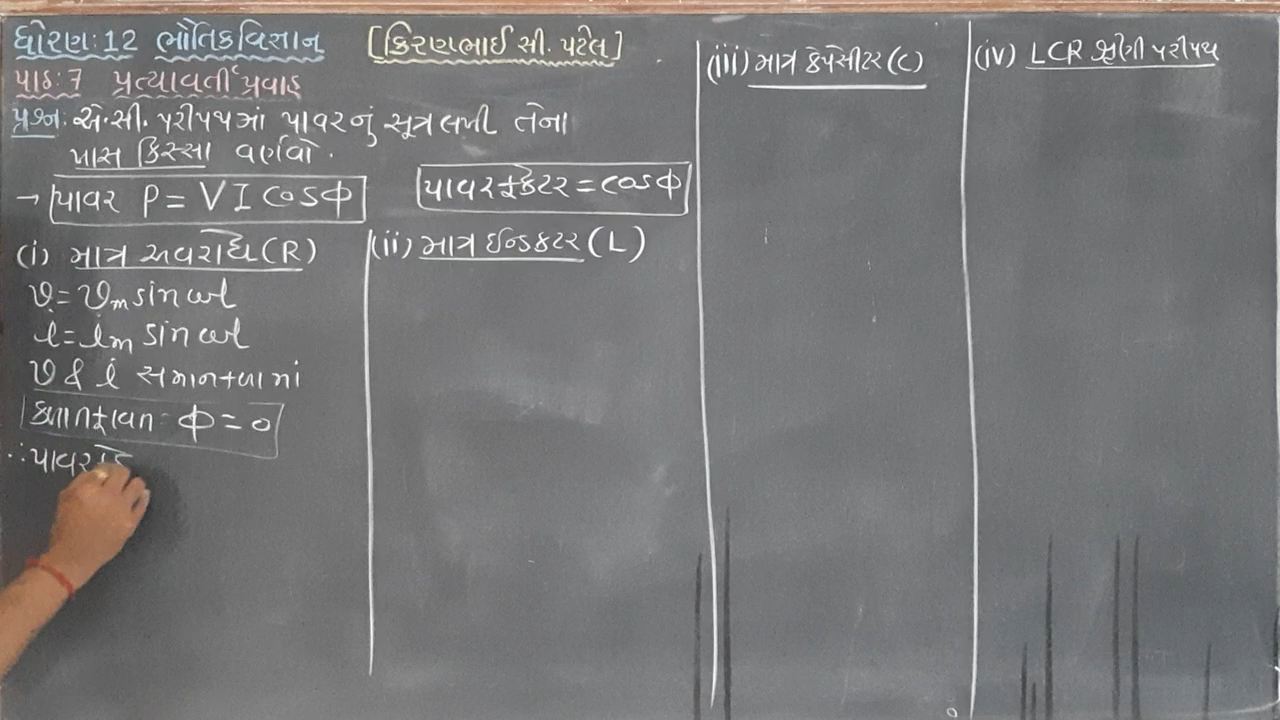 ધોરણ: 12 ભૌતિકવિજ્ઞાન [કિરણભાઈ સી. પટેલ]
પાઠ: 7 પ્રત્યાવર્તી પ્રવાહ
પ્રશ્ન: એ.સી. પરીપથમાં પાવરનું સૂત્ર લખી તેના
ખાસ કિસ્સા વર્ણવો.
→ પાવર P = V I cosϕ
પાવરફેક્ટર = cosϕ
(i) માત્ર અવરોધ (R)
v = vm sin ωt
i = im sin ωt
v & i સમાન કળામાં
કળાતફાવત ϕ = 0
∴ પાવર
(ii) માત્ર ઈન્ડક્ટર (L)
(iii) માત્ર કેપેસીટર (C)
(iv) LCR શ્રેણી પરીપથ